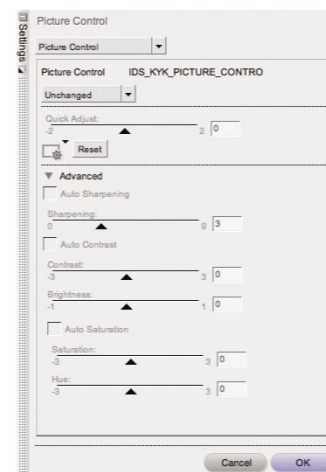 Settings
Picture Control
Picture Control
Picture Control IDS_KYK_PICTURE_CONTRO
Unchanged
Quick Adjust:
-2 2 0
Reset
Advanced
Auto Sharpening
Sharpening:
0 9 3
Auto Contrast
Contrast:
-3 3 0
Brightness:
-1 1 0
Auto Saturation
Saturation:
-3 3 0
Hue:
-3 3 0
Cancel OK